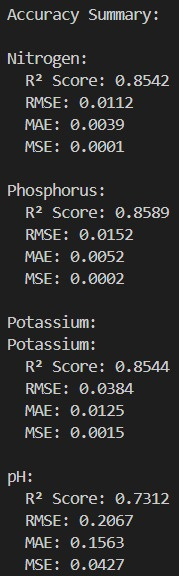 Accuracy Summary:
Nitrogen:
R² Score: 0.8542
RMSE: 0.0112
MAE: 0.0039
MSE: 0.0001
Phosphorus:
R² Score: 0.8589
RMSE: 0.0152
MAE: 0.0052
MSE: 0.0002
Potassium:
Potassium:
R² Score: 0.8544
RMSE: 0.0384
MAE: 0.0125
MSE: 0.0015
pH:
R² Score: 0.7312
RMSE: 0.2067
MAE: 0.1563
MSE: 0.0427